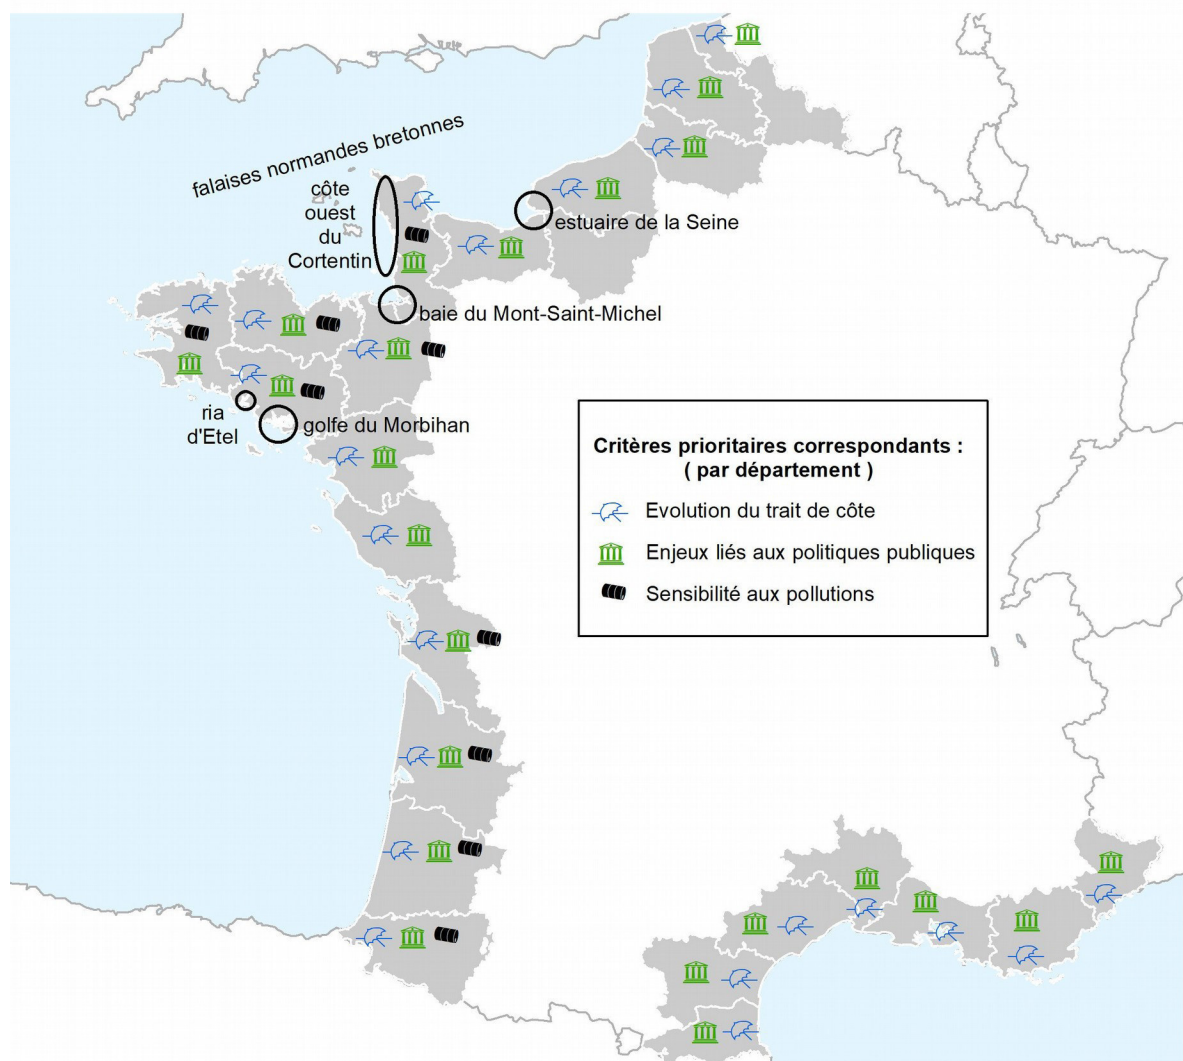 falaises normandes bretonnes
côte
ouest
du
Cortentin
estuaire de la Seine
baie du Mont-Saint-Michel
ria
d'Etel
golfe du Morbihan
Critères prioritaires correspondants :
( par département )
Evolution du trait de côte
Enjeux liés aux politiques publiques
Sensibilité aux pollutions